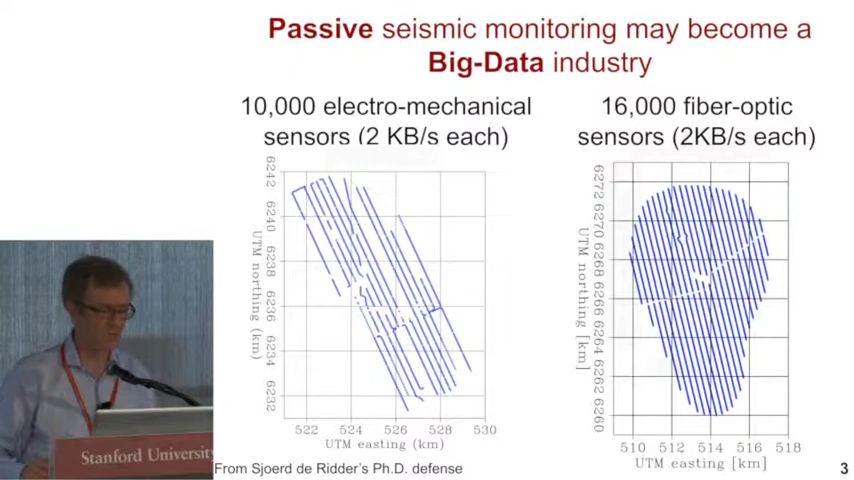 Passive seismic monitoring may become a
Big-Data industry
10,000 electro-mechanical
sensors (2 KB/s each)
16,000 fiber-optic
sensors (2KB/s each)
6242
6240
6238
6236
6234
6232
UTM northing (km)
522 524 526 528 530
UTM easting (km)
6272
6270
6268
6266
6264
6262
6260
UTM northing [km]
510 512 514 516 518
UTM easting [km]
Stanford University
From Sjoerd de Ridder's Ph.D. defense
3